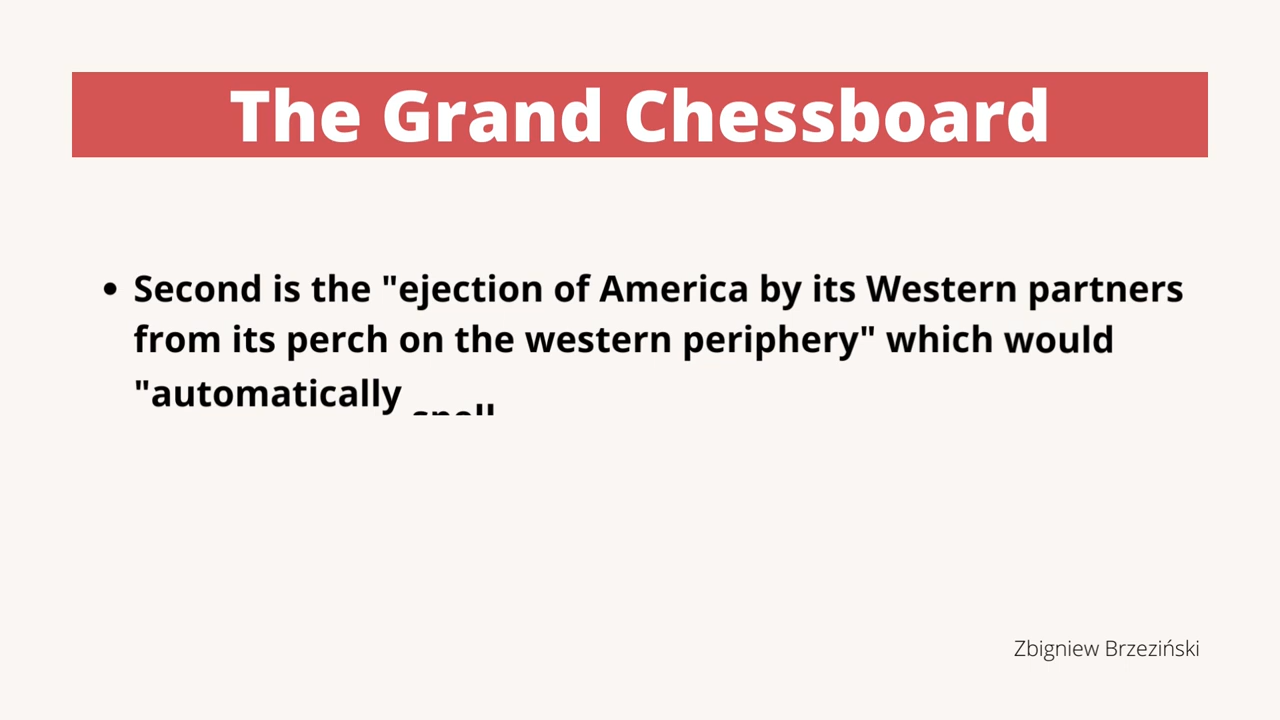 The Grand Chessboard
• Second is the "ejection of America by its Western partners
from its perch on the western periphery" which would
"automatically
Zbigniew Brzeziński